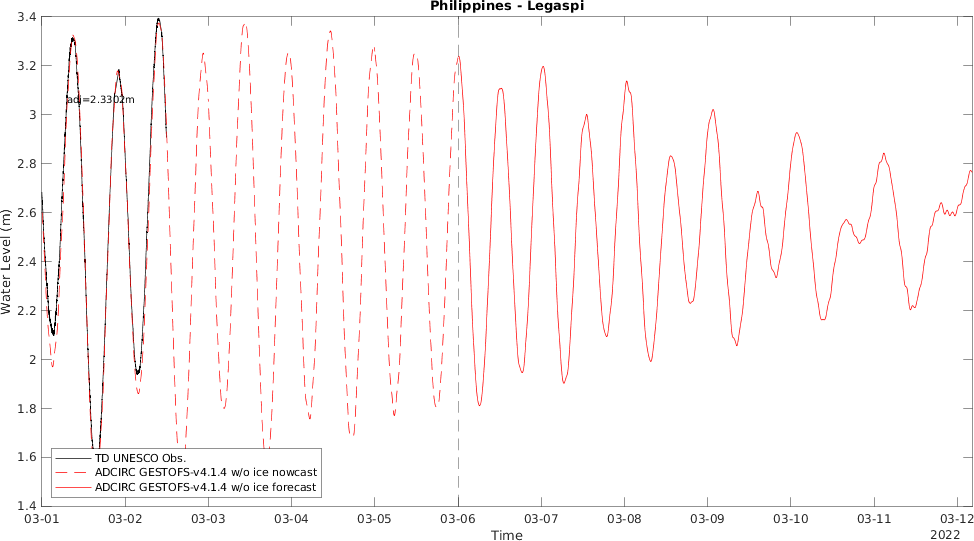 Philippines - Legaspi
3.4
3.2
adj=2.3302m
3
2.8
2.6
2.4
2.2
2
1.8
1.6
1.4
Water Level (m)
TD UNESCO Obs.
ADCIRC GESTOFS-v4.1.4 w/o ice nowcast
ADCIRC GESTOFS-v4.1.4 w/o ice forecast
03-01 03-02 03-03 03-04 03-05 03-06 03-07 03-08 03-09 03-10 03-11 03-12
Time
2022